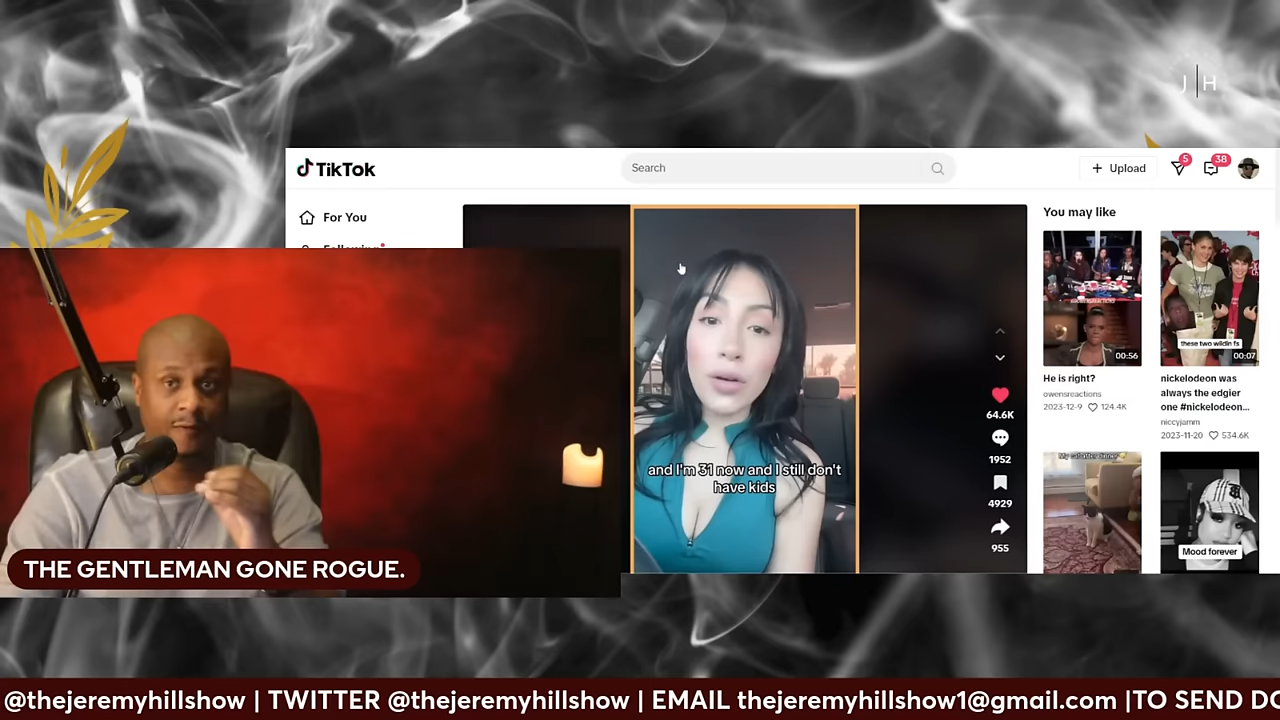 J | H
TikTok
Search
Upload
5
38
For You
Following
You may like
00:56
these two wildin fs
00:07
He is right?
owensreactions
2023-12-9 124.4K
nickelodeon was
always the edgier
one #nickelodeon...
niccyjamm
2023-11-20 534.6K
64.6K
1952
4929
955
and I'm 31 now and I still don't
have kids
Mood forever
THE GENTLEMAN GONE ROGUE.
@thejeremyhillshow | TWITTER @thejeremyhillshow | EMAIL thejeremyhillshow1@gmail.com |TO SEND DO